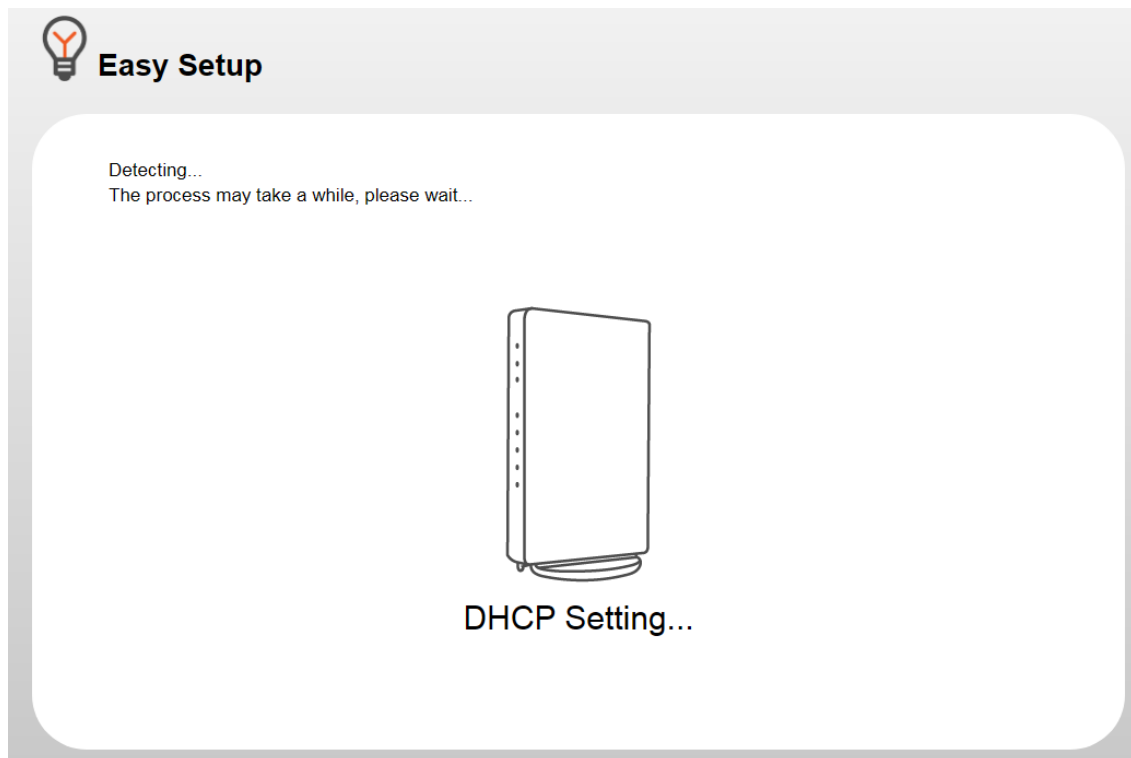 Easy Setup
Detecting...
The process may take a while, please wait...
DHCP Setting...